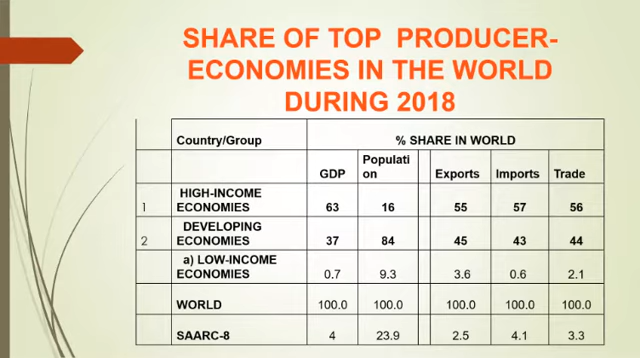 SHARE OF TOP PRODUCER-
ECONOMIES IN THE WORLD
DURING 2018
Country/Group % SHARE IN WORLD
GDP Populati
on Exports Imports Trade
1 HIGH-INCOME
ECONOMIES 63 16 55 57 56
2 DEVELOPING
ECONOMIES 37 84 45 43 44
a) LOW-INCOME
ECONOMIES 0.7 9.3 3.6 0.6 2.1
WORLD 100.0 100.0 100.0 100.0 100.0
SAARC-8 4 23.9 2.5 4.1 3.3